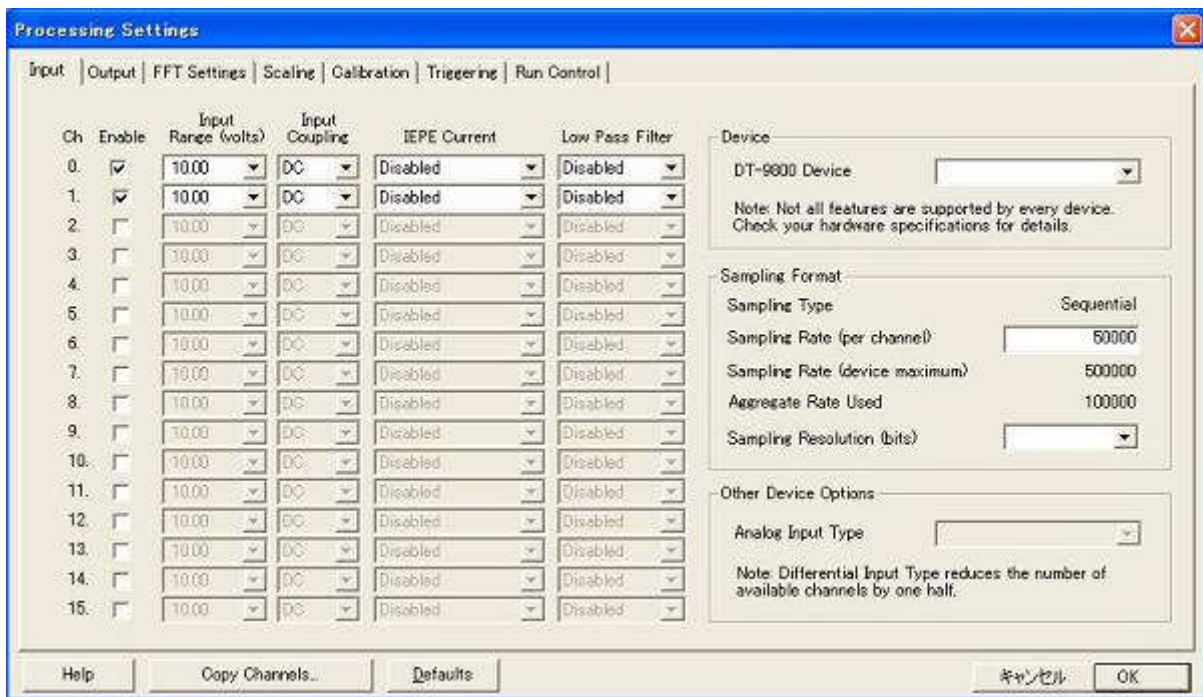 Processing Settings
Input Output FFT Settings Scaling Calibration Triggering Run Control
Ch Enable Input Range (volts) Input Coupling IEPE Current Low Pass Filter
0. 10.00 DC Disabled Disabled
1. 10.00 DC Disabled Disabled
2. 10.00 DC Disabled Disabled
3. 10.00 DC Disabled Disabled
4. 10.00 DC Disabled Disabled
5. 10.00 DC Disabled Disabled
6. 10.00 DC Disabled Disabled
7. 10.00 DC Disabled Disabled
8. 10.00 DC Disabled Disabled
9. 10.00 DC Disabled Disabled
10. 10.00 DC Disabled Disabled
11. 10.00 DC Disabled Disabled
12. 10.00 DC Disabled Disabled
13. 10.00 DC Disabled Disabled
14. 10.00 DC Disabled Disabled
15. 10.00 DC Disabled Disabled
Device
DT-9800 Device
Note: Not all features are supported by every device.
Check your hardware specifications for details.
Sampling Format
Sampling Type Sequential
Sampling Rate (per channel) 50000
Sampling Rate (device maximum) 500000
Aggregate Rate Used 100000
Sampling Resolution (bits)
Other Device Options
Analog Input Type
Note: Differential Input Type reduces the number of
available channels by one half.
Help Copy Channels... Defaults キャンセル OK